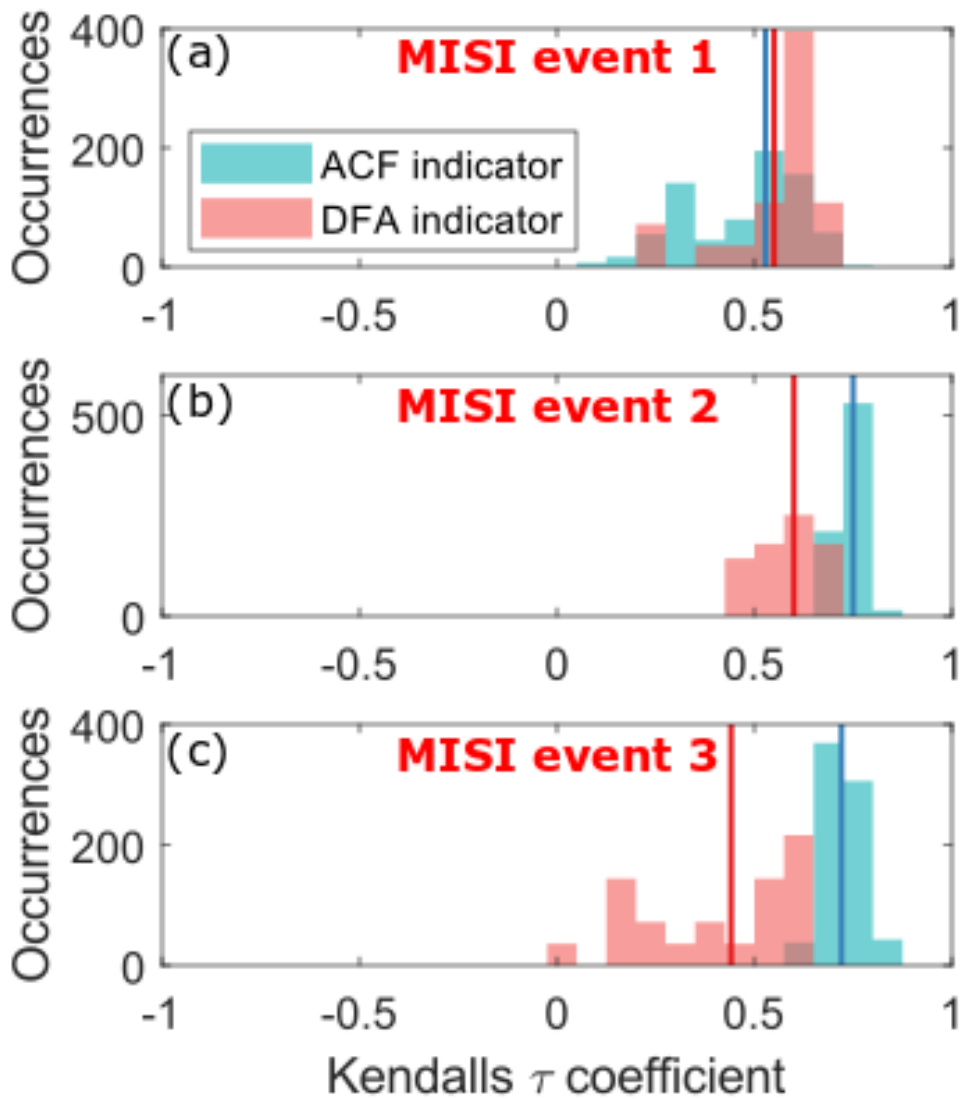 (a) MISI event 1
400
200
0
Occurrences
ACF indicator
DFA indicator
-1 -0.5 0 0.5 1
(b) MISI event 2
500
0
Occurrences
-1 -0.5 0 0.5 1
(c) MISI event 3
400
200
0
Occurrences
-1 -0.5 0 0.5 1
Kendalls τ coefficient